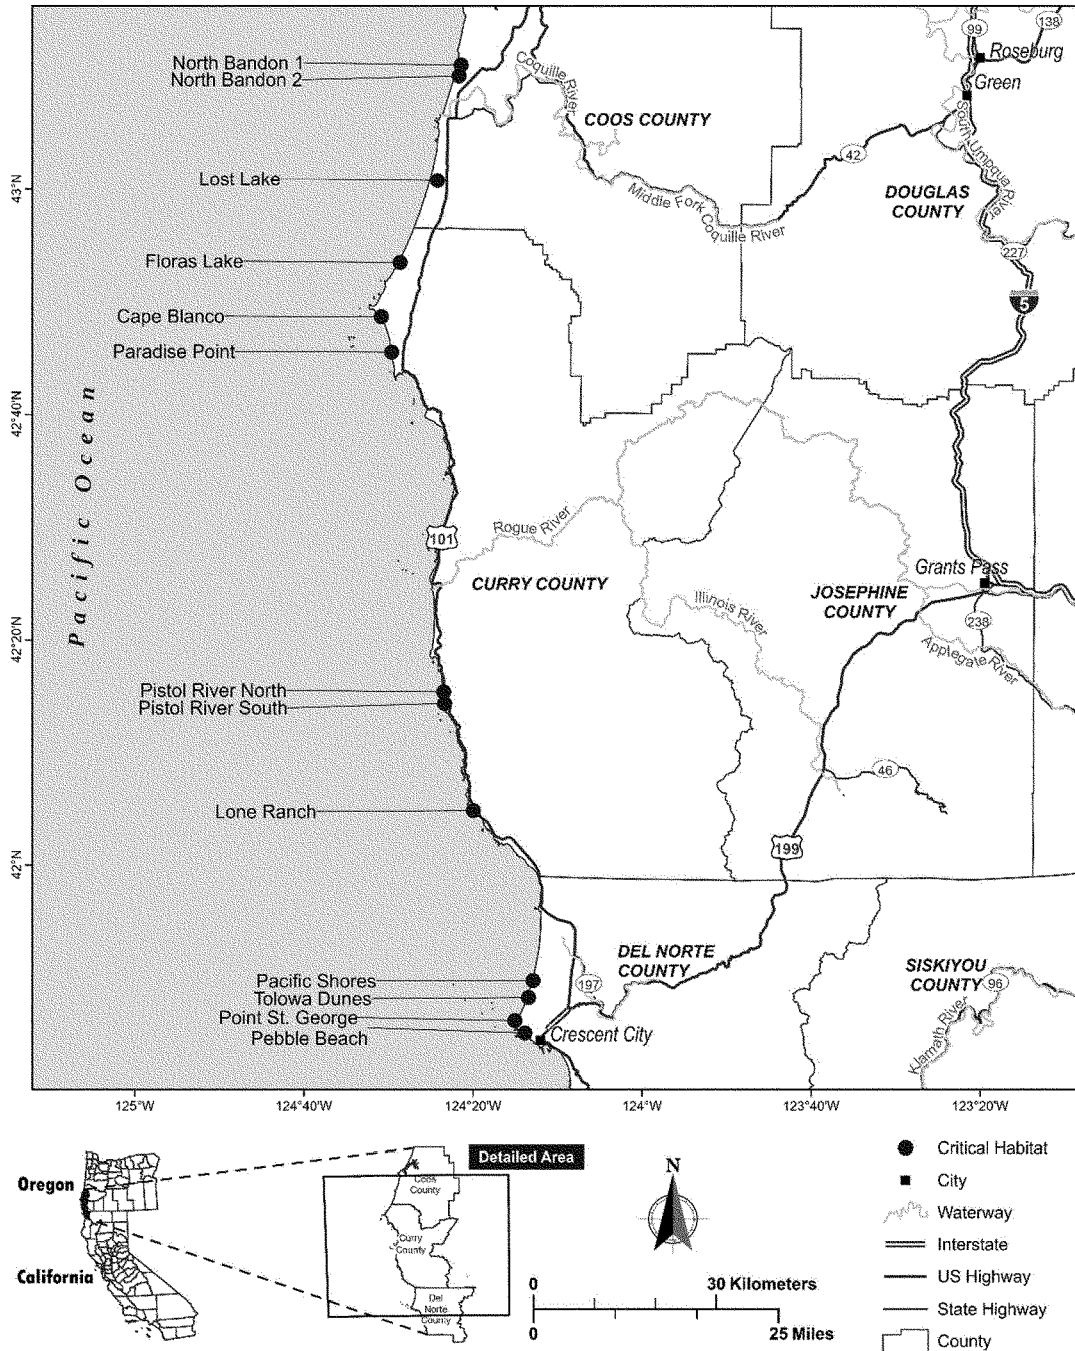 138
99
Roseburg
Green
North Bandon 1
North Bandon 2
Coquille River
COOS COUNTY
South Umpqua River
42
Lost Lake
43°N
Middle Fork Coquille River
DOUGLAS
COUNTY
227
Floras Lake
5
Cape Blanco
Paradise Point
42°40'N
Pacific Ocean
Rogue River
101
Grants Pass
CURRY COUNTY
JOSEPHINE
COUNTY
Illinois River
238
Applegate River
42°20'N
Pistol River North
Pistol River South
46
Lone Ranch
199
42°N
DEL NORTE
COUNTY
SISKIYOU
COUNTY
Pacific Shores
197
96
Tolowa Dunes
Point St. George
Pebble Beach
Crescent City
Klamath River
125°W
124°40'W
124°20'W
124°W
123°40'W
123°20'W
Oregon
California
Detailed Area
Coos
County
Curry
County
Del
Norte
County
N
0
30 Kilometers
0
25 Miles
Critical Habitat
City
Waterway
Interstate
US Highway
State Highway
County